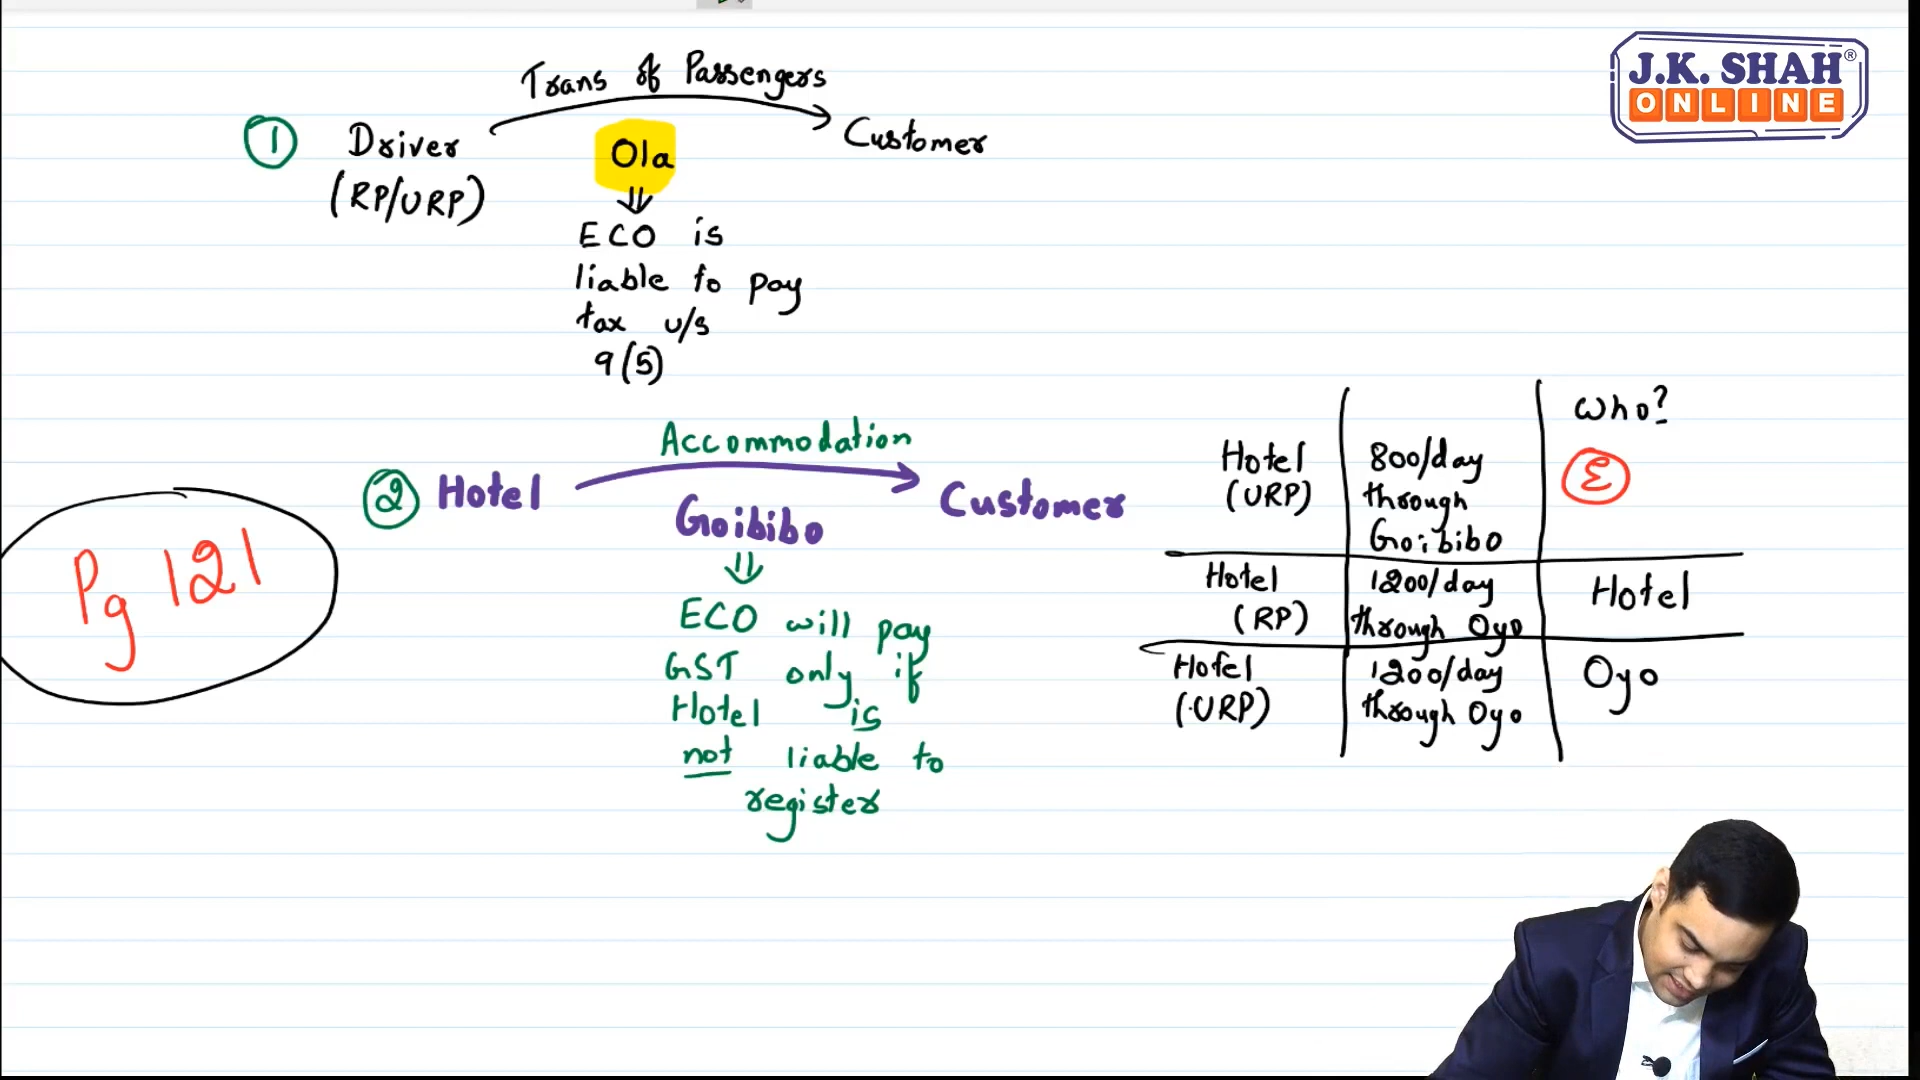 J.K. SHAH®
ONLINE
Trans of Passengers
1 Driver
(RP/URP)
Ola
Customer
ECO is
liable to pay
tax u/s
9(5)
Pg 121
Accommodation
2 Hotel
Goibibo
Customer
ECO will pay
GST only if
Hotel is
not liable to
register
Who?
Hotel
(URP)
800/day
through
Goibibo
E
Hotel
(RP)
1200/day
through Oyo
Hotel
Hotel
(URP)
1200/day
through Oyo
Oyo